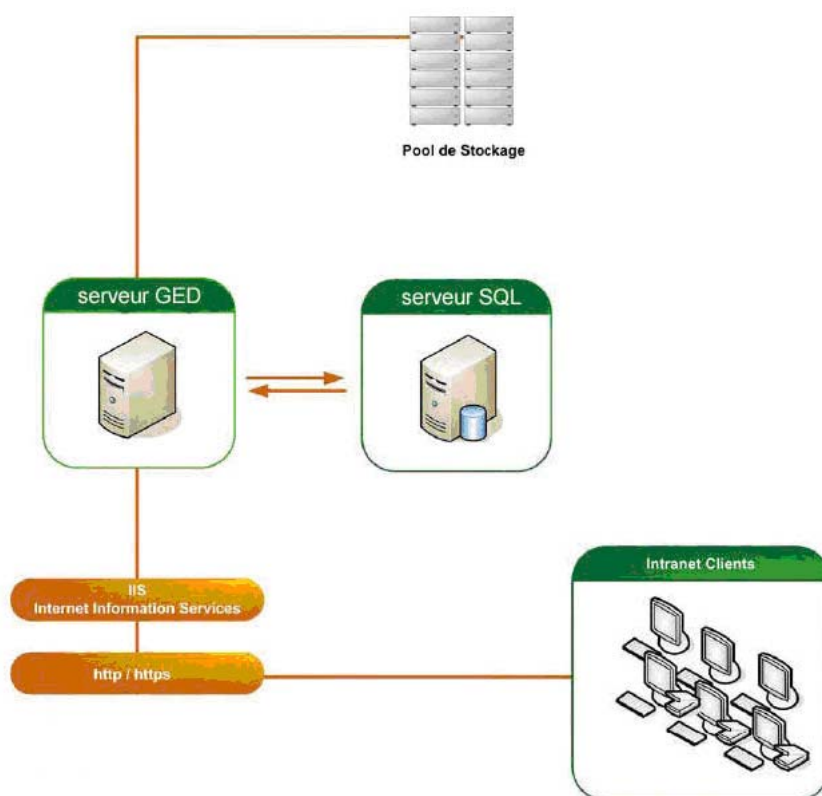 Pool de Stockage
serveur GED
serveur SQL
IIS
Internet Information Services
http / https
Intranet Clients